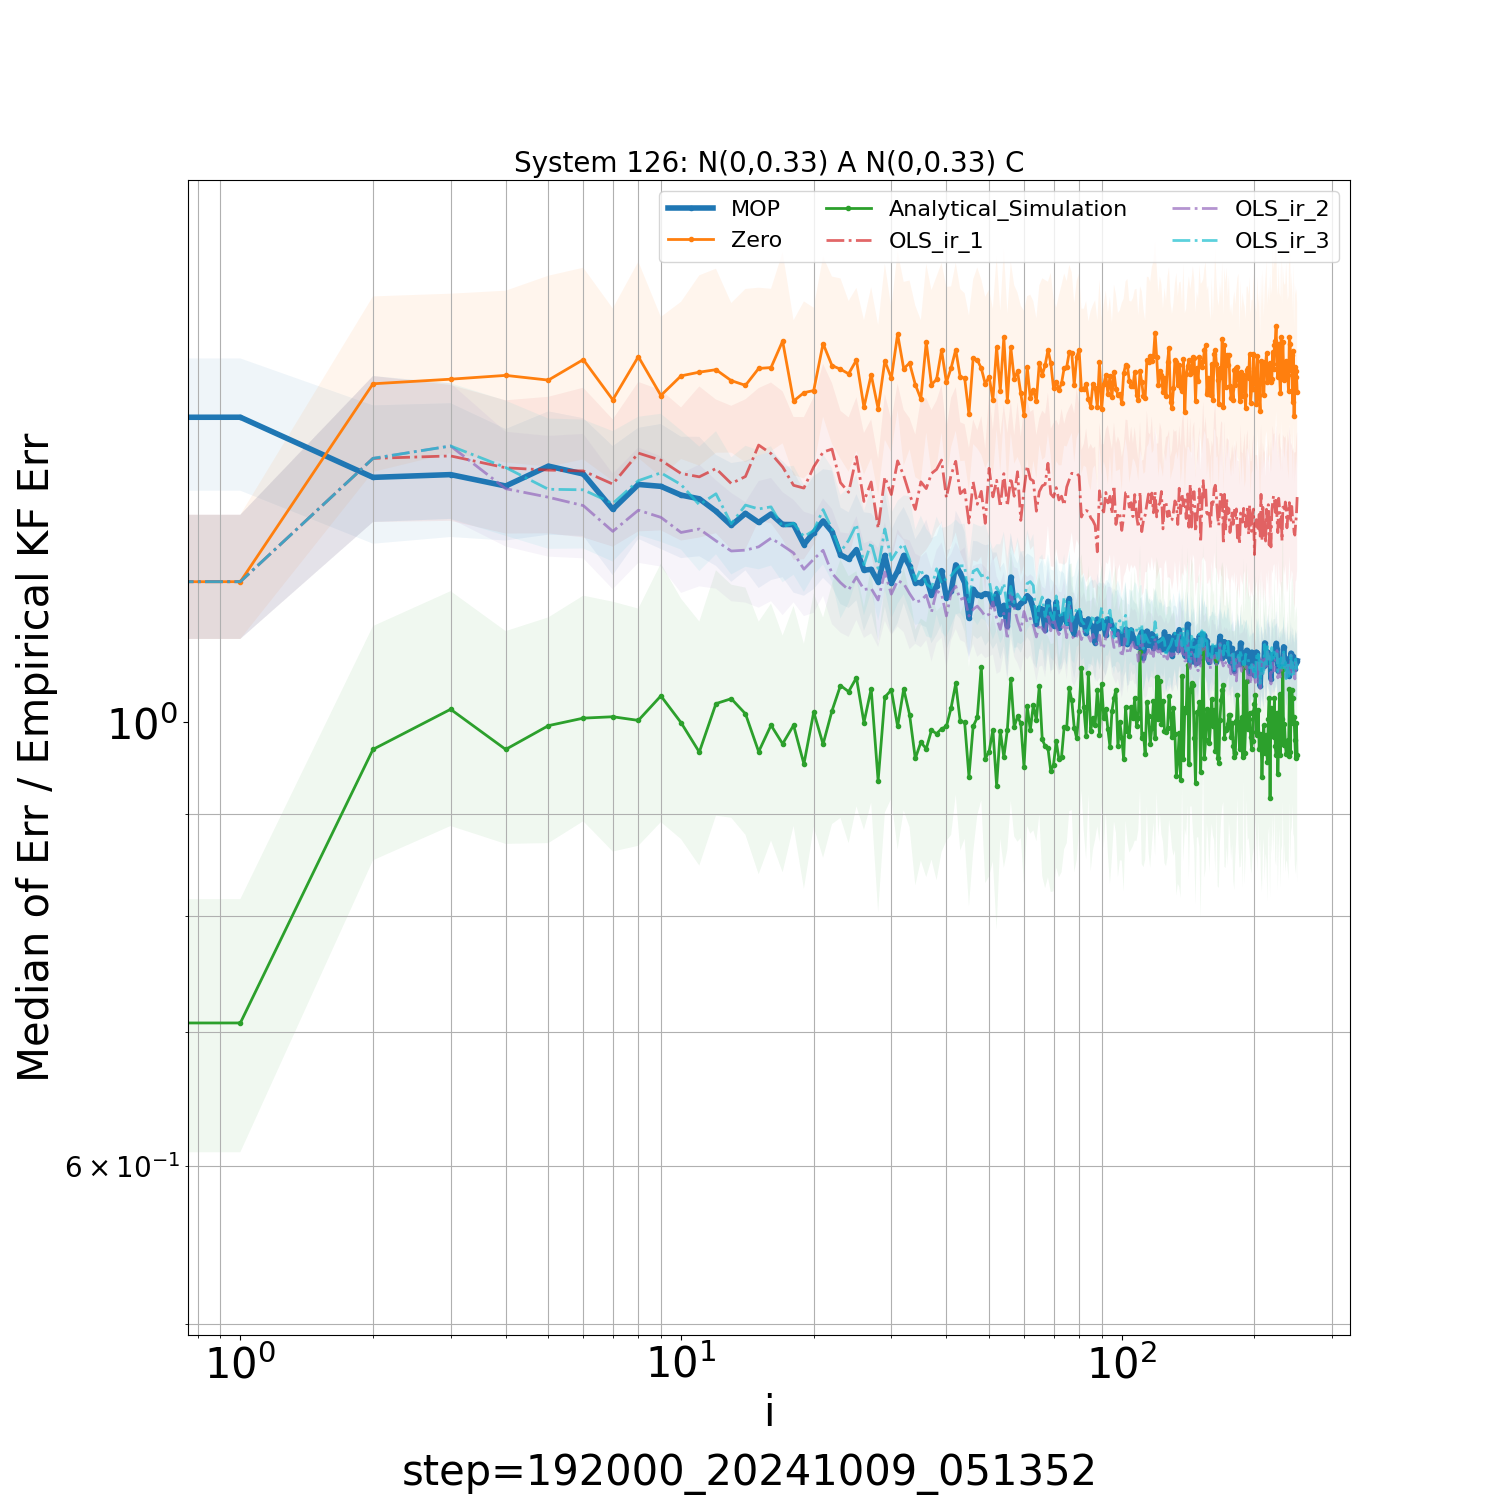 System 126: N(0,0.33) A N(0,0.33) C
MOP
Zero
Analytical_Simulation
OLS_ir_1
OLS_ir_2
OLS_ir_3
Median of Err / Empirical KF Err
10⁰
6 × 10⁻¹
10⁰ 10¹ 10²
i
step=192000_20241009_051352